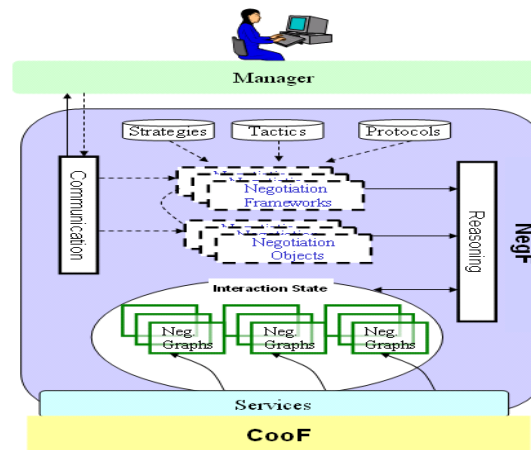 Manager
Strategies
Tactics
Protocols
Communication
Negotiation
Frameworks
Negotiation
Objects
Reasoning
Interaction State
Neg.
Graphs
Neg.
Graphs
Neg.
Graphs
Services
CooF